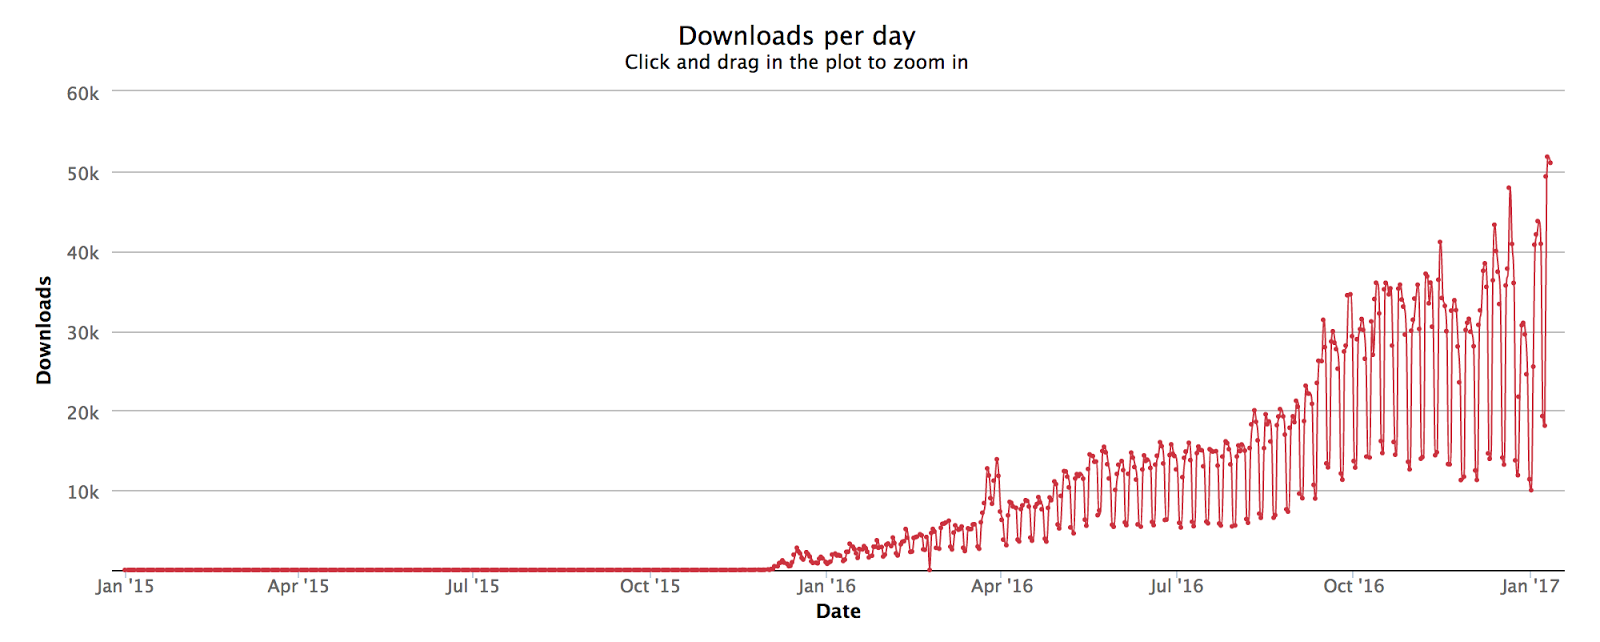 Downloads per day
Click and drag in the plot to zoom in
60k
50k
40k
30k
20k
10k
Downloads
Jan '15
Apr '15
Jul '15
Oct '15
Jan '16
Apr '16
Jul '16
Oct '16
Jan '17
Date